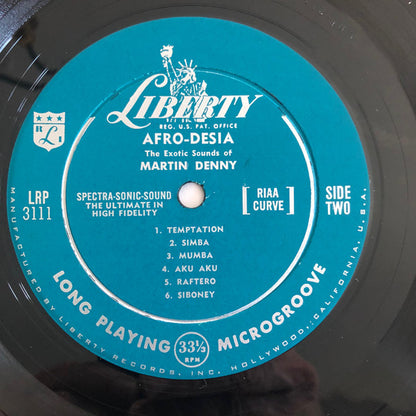 LIBERTY
REG. U.S. PAT. OFFICE
AFRO-DESIA
The Exotic Sounds of
MARTIN DENNY
R L I
LRP
3111
SPECTRA-SONIC-SOUND
THE ULTIMATE IN
HIGH FIDELITY
[RIAA
CURVE]
SIDE
TWO
1. TEMPTATION
2. SIMBA
3. MUMBA
4. AKU AKU
5. RAFTERO
6. SIBONEY
LONG PLAYING 33⅓ RPM MICROGROOVE
MANUFACTURED BY LIBERTY RECORDS, INC. HOLLYWOOD, CALIFORNIA, U.S.A.